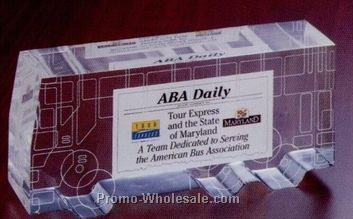 ABA Daily
Tour Express
and the State
of Maryland
MARYLAND
A Team Dedicated to Serving
the American Bus Association
Promo-Wholesale.com